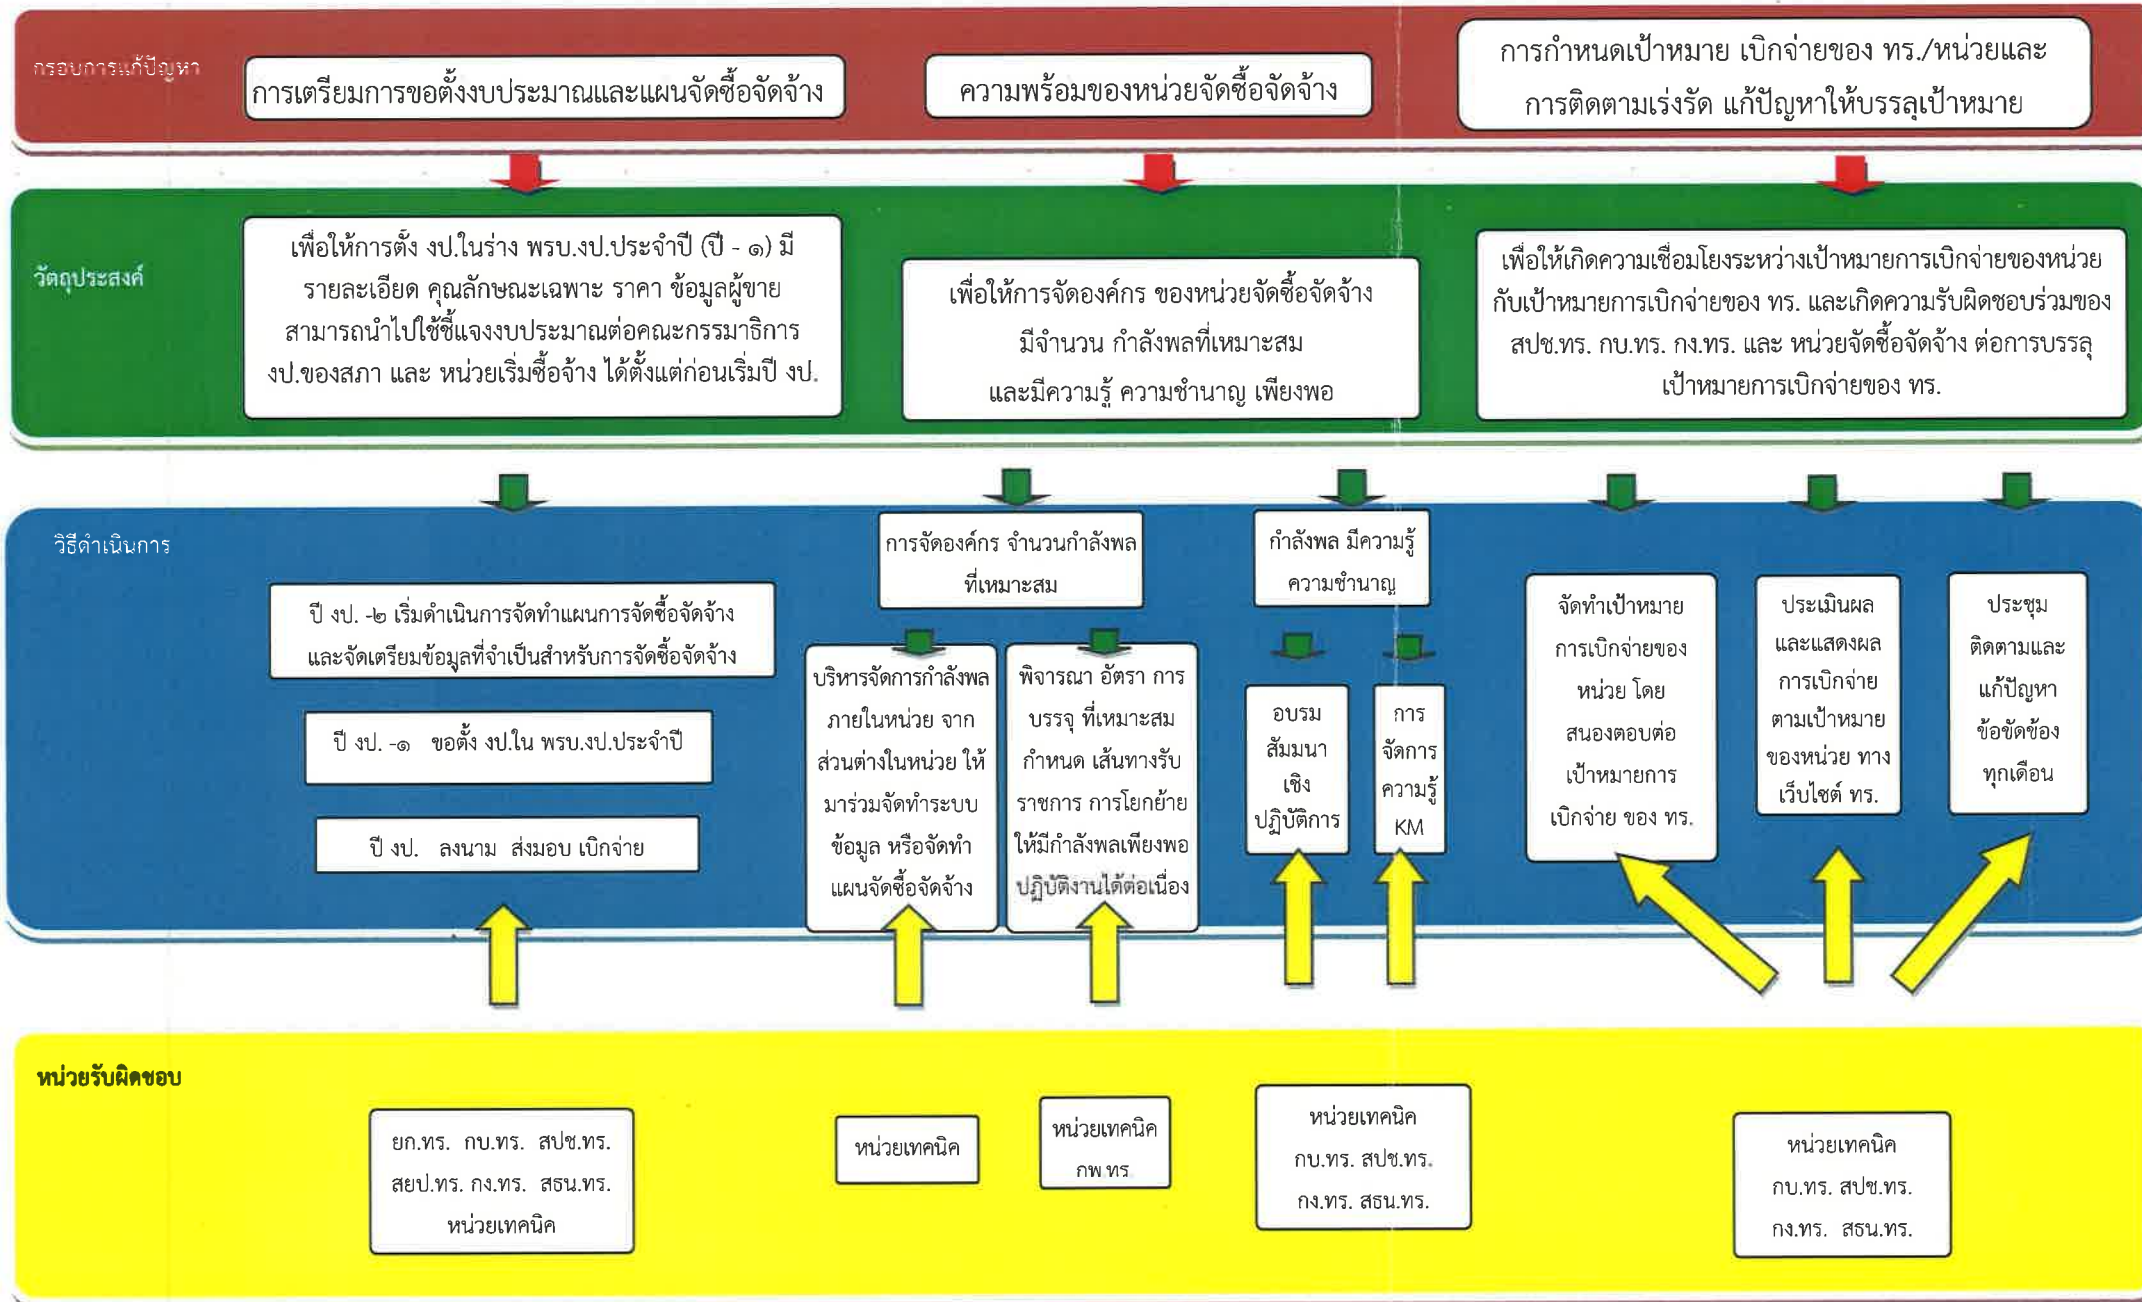 กรอบการแก้ปัญหา
การเตรียมการขอตั้งงบประมาณและแผนจัดซื้อจัดจ้าง
ความพร้อมของหน่วยจัดซื้อจัดจ้าง
การกำหนดเป้าหมาย เบิกจ่ายของ ทร./หน่วยและ
การติดตามเร่งรัด แก้ปัญหาให้บรรลุเป้าหมาย
วัตถุประสงค์
เพื่อให้การตั้ง งป.ในร่าง พรบ.งป.ประจำปี (ปี - ๑) มี
รายละเอียด คุณลักษณะเฉพาะ ราคา ข้อมูลผู้ขาย
สามารถนำไปใช้ชี้แจงงบประมาณต่อคณะกรรมาธิการ
งป.ของสภา และ หน่วยเริ่มซื้อจ้าง ได้ตั้งแต่ก่อนเริ่มปี งป.
เพื่อให้การจัดองค์กร ของหน่วยจัดซื้อจัดจ้าง
มีจำนวน กำลังพลที่เหมาะสม
และมีความรู้ ความชำนาญ เพียงพอ
เพื่อให้เกิดความเชื่อมโยงระหว่างเป้าหมายการเบิกจ่ายของหน่วย
กับเป้าหมายการเบิกจ่ายของ ทร. และเกิดความรับผิดชอบร่วมของ
สปช.ทร. กบ.ทร. กง.ทร. และ หน่วยจัดซื้อจัดจ้าง ต่อการบรรลุ
เป้าหมายการเบิกจ่ายของ ทร.
วิธีดำเนินการ
ปี งป. -๒ เริ่มดำเนินการจัดทำแผนการจัดซื้อจัดจ้าง
และจัดเตรียมข้อมูลที่จำเป็นสำหรับการจัดซื้อจัดจ้าง
ปี งป. -๑ ขอตั้ง งป.ใน พรบ.งป.ประจำปี
ปี งป. ลงนาม ส่งมอบ เบิกจ่าย
การจัดองค์กร จำนวนกำลังพล
ที่เหมาะสม
บริหารจัดการกำลังพล
ภายในหน่วย จาก
ส่วนต่างในหน่วย ให้
มาร่วมจัดทำระบบ
ข้อมูล หรือจัดทำ
แผนจัดซื้อจัดจ้าง
พิจารณา อัตรา การ
บรรจุ ที่เหมาะสม
กำหนด เส้นทางรับ
ราชการ การโยกย้าย
ให้มีกำลังพลเพียงพอ
ปฏิบัติงานได้ต่อเนื่อง
กำลังพล มีความรู้
ความชำนาญ
อบรม
สัมมนา
เชิง
ปฏิบัติการ
การ
จัดการ
ความรู้
KM
จัดทำเป้าหมาย
การเบิกจ่ายของ
หน่วย โดย
สนองตอบต่อ
เป้าหมายการ
เบิกจ่าย ของ ทร.
ประเมินผล
และแสดงผล
การเบิกจ่าย
ตามเป้าหมาย
ของหน่วย ทาง
เว็บไซต์ ทร.
ประชุม
ติดตามและ
แก้ปัญหา
ข้อขัดข้อง
ทุกเดือน
หน่วยรับผิดชอบ
ยก.ทร. กบ.ทร. สปช.ทร.
สยป.ทร. กง.ทร. สธน.ทร.
หน่วยเทคนิค
หน่วยเทคนิค
หน่วยเทคนิค
กพ.ทร.
หน่วยเทคนิค
กบ.ทร. สปช.ทร.
กง.ทร. สธน.ทร.
หน่วยเทคนิค
กบ.ทร. สปช.ทร.
กง.ทร. สธน.ทร.